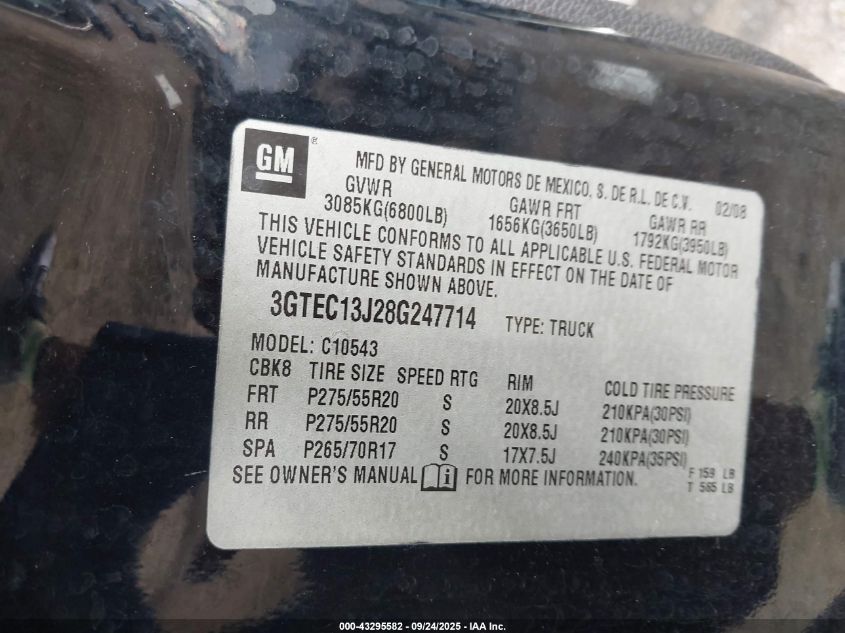 GM ®
MFD BY GENERAL MOTORS DE MEXICO, S. DE R.L. DE C.V. 02/08
GVWR GAWR FRT GAWR RR
3085KG(6800LB) 1656KG(3650LB) 1792KG(3950LB)
THIS VEHICLE CONFORMS TO ALL APPLICABLE U.S. FEDERAL MOTOR
VEHICLE SAFETY STANDARDS IN EFFECT ON THE DATE OF
MANUFACTURE SHOWN ABOVE.
3GTEC13J28G247714 TYPE: TRUCK
MODEL: C10543
CBK8 TIRE SIZE SPEED RTG RIM COLD TIRE PRESSURE
FRT P275/55R20 S 20X8.5J 210KPA(30PSI)
RR P275/55R20 S 20X8.5J 210KPA(30PSI)
SPA P265/70R17 S 17X7.5J 240KPA(35PSI)
SEE OWNER'S MANUAL i FOR MORE INFORMATION.
F 159 LB
T 565 LB
000-43295582 - 09/24/2025 - IAA Inc.